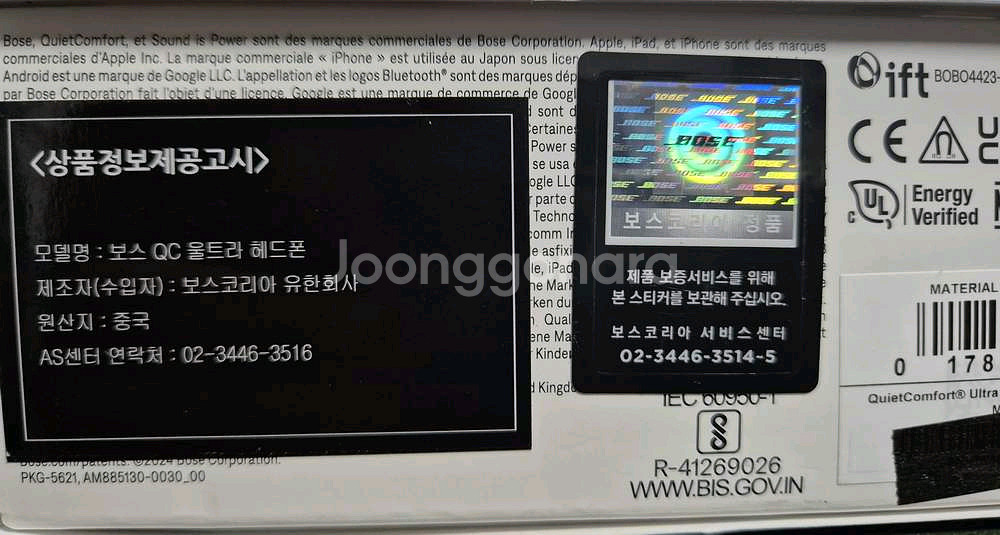 Bose, QuietComfort, et Sound is Power sont des marques commerciales de Bose Corporation. Apple, iPad, et iPhone sont des marques
commerciales d'Apple Inc. La marque commerciale « iPhone » est utilisée au Japon sous licen
Android est une marque de Google LLC. L'appellation et les logos Bluetooth® sont des marques dép
par Bose Corporation fait l'objet d'une licence. Google est une marque de commerce de Googl
<상품정보제공고시>
모델명 : 보스 QC 울트라 헤드폰
제조자(수입자) : 보스코리아 유한회사
원산지 : 중국
AS센터 연락처 : 02-3446-3516
BOSE
보스코리아 정품
제품 보증서비스를 위해
본 스티커를 보관해 주십시오.
보스코리아 서비스센터
02-3446-3514-5
Joonggonara
IEC 60950-1
R-41269026
WWW.BIS.GOV.IN
Bose.com/patents. ©2024 Bose Corporation.
PKG-5621, AM885130-0030_00
ift BOBO4423-
CE
c UL Energy
Verified
MATERIAL
0 178
QuietComfort® Ultra